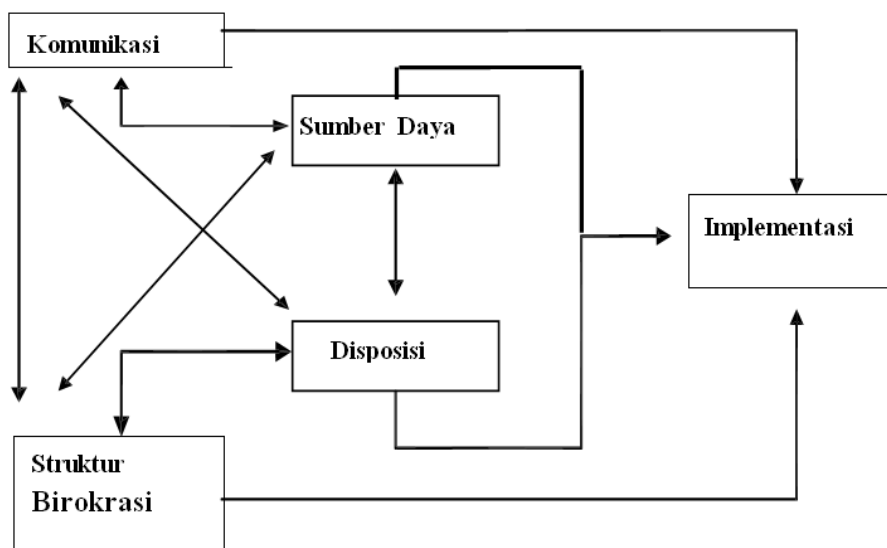 Komunikasi
Sumber Daya
Implementasi
Disposisi
Struktur
Birokrasi